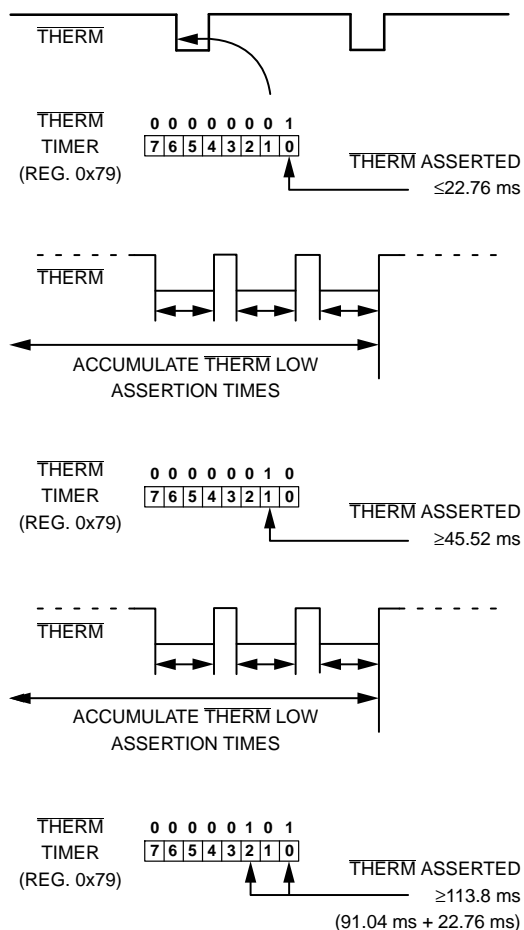 THERM
THERM
TIMER
(REG. 0x79)
0 0 0 0 0 0 0 1
7 6 5 4 3 2 1 0
THERM ASSERTED
≤22.76 ms
THERM
ACCUMULATE THERM LOW
ASSERTION TIMES
THERM
TIMER
(REG. 0x79)
0 0 0 0 0 0 1 0
7 6 5 4 3 2 1 0
THERM ASSERTED
≥45.52 ms
THERM
ACCUMULATE THERM LOW
ASSERTION TIMES
THERM
TIMER
(REG. 0x79)
0 0 0 0 0 1 0 1
7 6 5 4 3 2 1 0
THERM ASSERTED
≥113.8 ms
(91.04 ms + 22.76 ms)